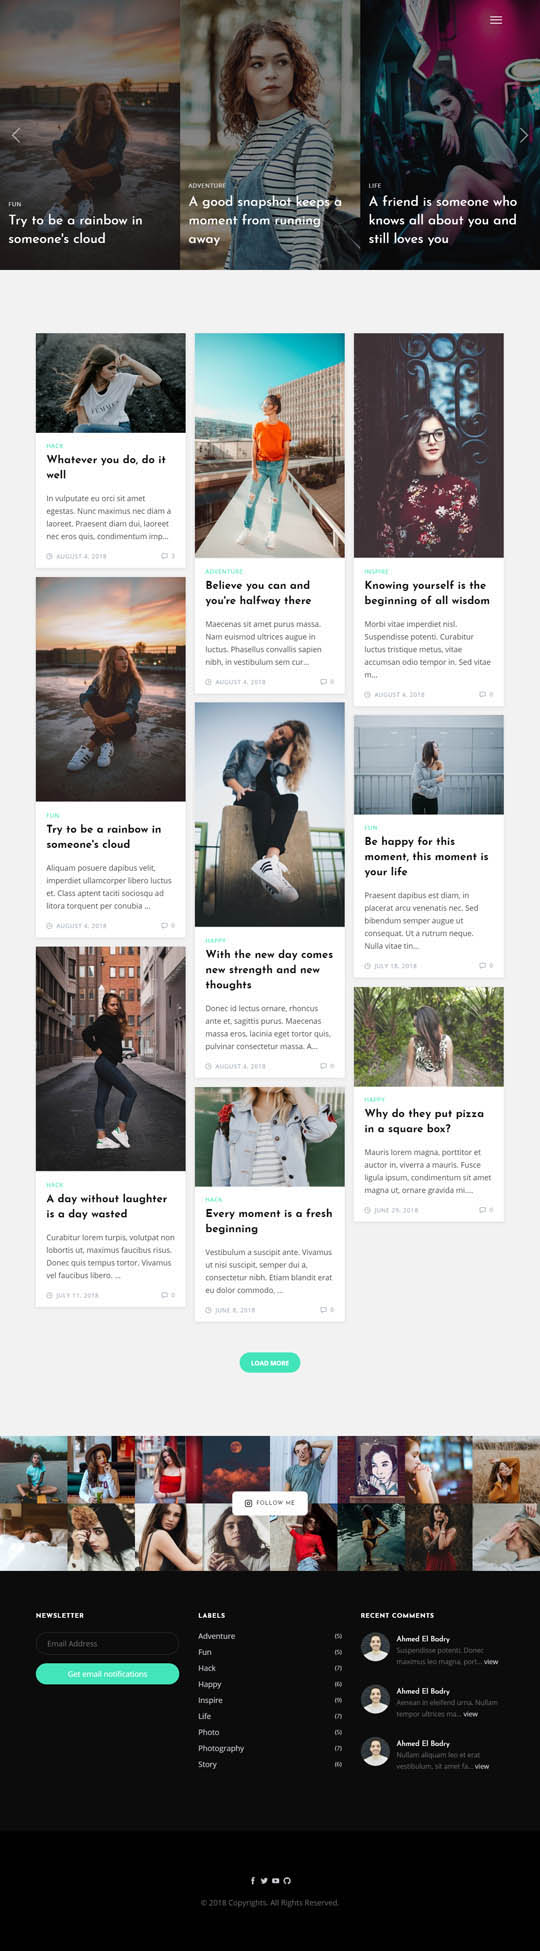 FUN
Try to be a rainbow in
someone's cloud
ADVENTURE
A good snapshot keeps a
moment from running
away
LIFE
A friend is someone who
knows all about you and
still loves you
HACK
Whatever you do, do it
well
In vulputate eu orci sit amet
egestas. Nunc maximus nec diam a
laoreet. Praesent diam dui, laoreet
nec eros quis, condimentum imp...
AUGUST 4, 2018
3
FUN
Try to be a rainbow in
someone's cloud
Aliquam posuere dapibus velit,
imperdiet ullamcorper libero luctus
et. Class aptent taciti sociosqu ad
litora torquent per conubia ...
AUGUST 4, 2018
0
HACK
A day without laughter
is a day wasted
Curabitur lorem turpis, volutpat non
lobortis ut, maximus faucibus risus.
Donec quis tempus tortor. Vivamus
vel faucibus libero. ...
JULY 11, 2018
0
ADVENTURE
Believe you can and
you're halfway there
Maecenas sit amet purus massa.
Nam euismod ultrices augue in
luctus. Phasellus convallis sapien
nibh, in vestibulum sem cur...
AUGUST 4, 2018
0
HAPPY
With the new day comes
new strength and new
thoughts
Donec id lectus ornare, rhoncus
ante et, sagittis purus. Maecenas
massa eros, lacinia eget tortor quis,
pulvinar consectetur massa. A...
AUGUST 4, 2018
0
HACK
Every moment is a fresh
beginning
Vestibulum a suscipit ante. Vivamus
ut nisi suscipit, semper dui a,
consectetur nibh. Etiam blandit erat
eu dolor commodo, ...
JUNE 8, 2018
0
INSPIRE
Knowing yourself is the
beginning of all wisdom
Morbi vitae imperdiet nisl.
Suspendisse potenti. Curabitur
luctus tristique metus, vitae
accumsan odio tempor in. Sed vitae
m...
AUGUST 4, 2018
0
FUN
Be happy for this
moment, this moment is
your life
Praesent dapibus est diam, in
placerat arcu venenatis nec. Sed
bibendum semper augue ut
consequat. Ut a rutrum neque.
Nulla vitae tin...
JULY 18, 2018
0
HAPPY
Why do they put pizza
in a square box?
Mauris lorem magna, porttitor et
auctor in, viverra a mauris. Fusce
ligula ipsum, condimentum sit amet
magna ut, ornare gravida mi....
JUNE 29, 2018
0
LOAD MORE
FOLLOW ME
NEWSLETTER
Email Address
Get email notifications
LABELS
Adventure (5)
Fun (5)
Hack (7)
Happy (6)
Inspire (9)
Life (7)
Photo (5)
Photography (7)
Story (6)
RECENT COMMENTS
Ahmed El Badry
Suspendisse potenti. Donec
maximus leo magna, port... view
Ahmed El Badry
Aenean in eleifend urna. Nullam
tempor ultrices ma... view
Ahmed El Badry
Nullam aliquam leo et erat
vestibulum, sit amet fa... view
© 2018 Copyrights. All Rights Reserved.